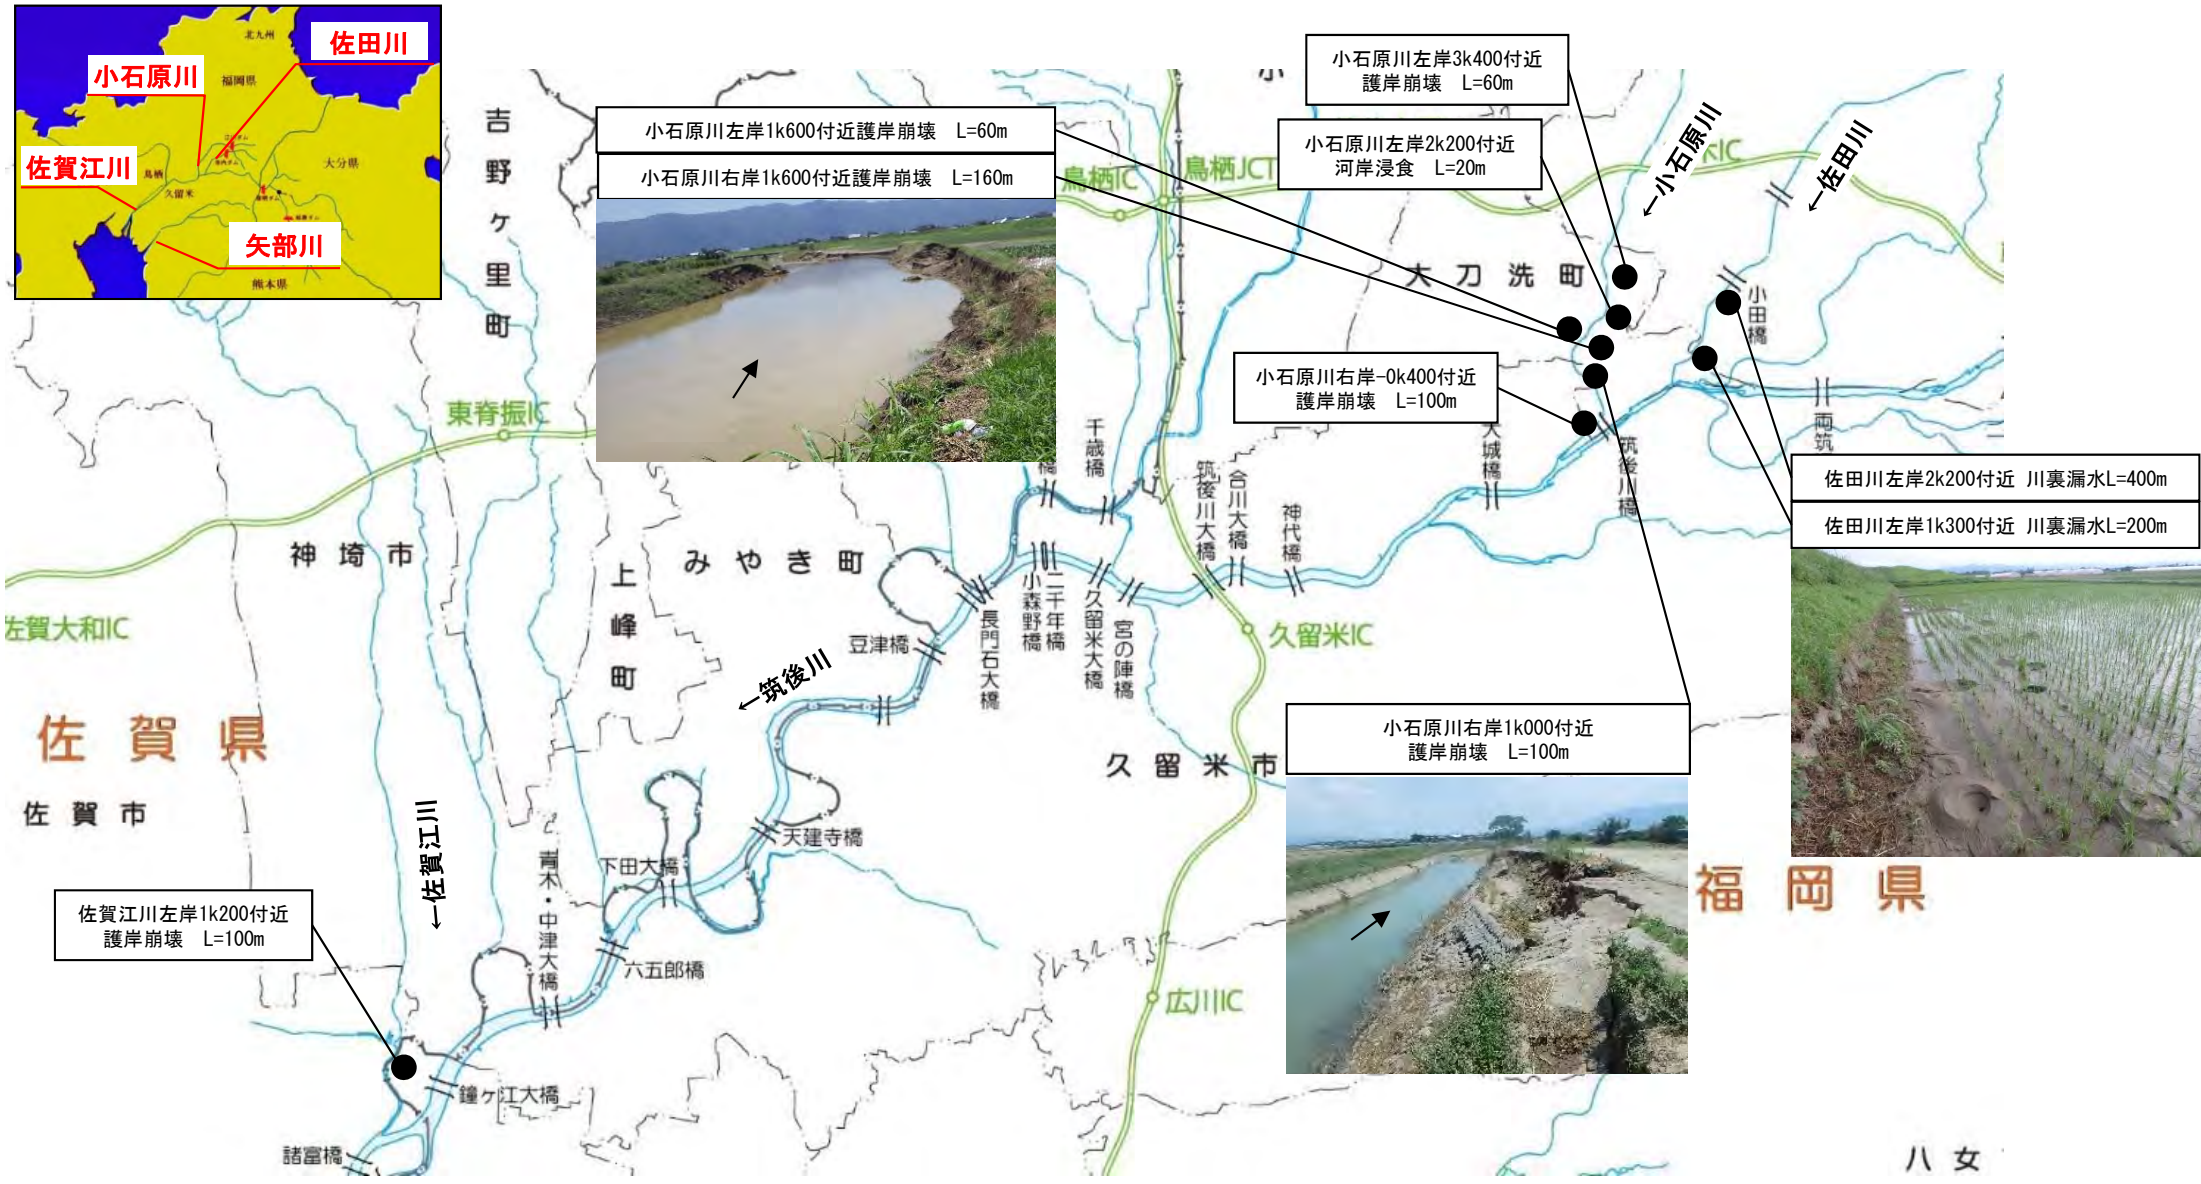 北九州
佐田川
小石原川
福岡県
佐賀江川
大分県
鳥栖
久留米
矢部川
熊本県
吉野ヶ里町
小石原川左岸1k600付近護岸崩壊　L=60m
小石原川右岸1k600付近護岸崩壊　L=160m
小石原川左岸3k400付近
護岸崩壊　L=60m
小石原川左岸2k200付近
河岸浸食　L=20m
鳥栖IC
鳥栖JCT
木IC
←小石原川
←佐田川
大刀洗町
小田橋
小石原川右岸-0k400付近
護岸崩壊　L=100m
東脊振IC
千歳橋
筑後川大橋
合川大橋
神代橋
大城橋
筑後川橋
両筑
佐田川左岸2k200付近 川裏漏水L=400m
佐田川左岸1k300付近 川裏漏水L=200m
神埼市
上峰町
みやき町
佐賀大和IC
豆津橋
長門石大橋
小森野橋
二千年橋
久留米大橋
宮の陣橋
久留米IC
←筑後川
佐賀県
佐賀市
久留米市
小石原川右岸1k000付近
護岸崩壊　L=100m
←佐賀江川
青木・中津大橋
下田大橋
天建寺橋
六五郎橋
福岡県
佐賀江川左岸1k200付近
護岸崩壊　L=100m
広川IC
鐘ヶ江大橋
諸富橋
八女